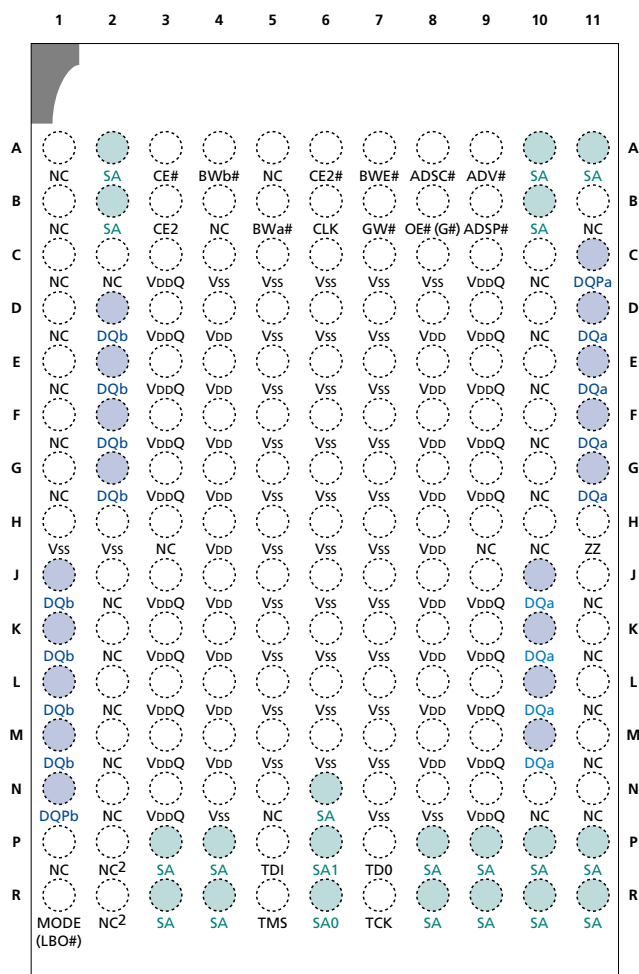 1 2 3 4 5 6 7 8 9 10 11
A A
NC SA CE# BWb# NC CE2# BWE# ADSC# ADV# SA SA
B B
NC SA CE2 NC BWa# CLK GW# OE# (G#) ADSP# SA NC
C C
NC NC VDDQ Vss Vss Vss Vss Vss VDDQ NC DQPa
D D
NC DQb VDDQ VDD Vss Vss Vss VDD VDDQ NC DQa
E E
NC DQb VDDQ VDD Vss Vss Vss VDD VDDQ NC DQa
F F
NC DQb VDDQ VDD Vss Vss Vss VDD VDDQ NC DQa
G G
NC DQb VDDQ VDD Vss Vss Vss VDD VDDQ NC DQa
H H
Vss Vss NC VDD Vss Vss Vss VDD NC NC ZZ
J J
DQb NC VDDQ VDD Vss Vss Vss VDD VDDQ DQa NC
K K
DQb NC VDDQ VDD Vss Vss Vss VDD VDDQ DQa NC
L L
DQb NC VDDQ VDD Vss Vss Vss VDD VDDQ DQa NC
M M
DQb NC VDDQ VDD Vss Vss Vss VDD VDDQ DQa NC
N N
DQPb NC VDDQ Vss NC SA Vss Vss VDDQ NC NC
P P
NC NC2 SA SA TDI SA1 TD0 SA SA SA SA
R R
MODE NC2 SA SA TMS SA0 TCK SA SA SA SA
(LBO#)